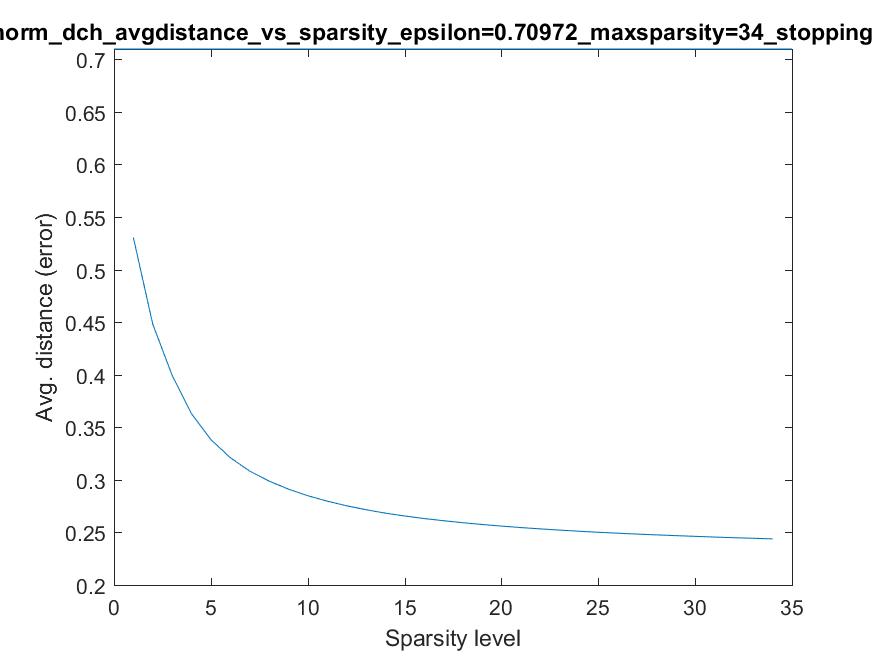 norm_dch_avgdistance_vs_sparsity_epsilon=0.70972_maxsparsity=34_stopping
0.7
0.65
0.6
0.55
0.5
0.45
0.4
0.35
0.3
0.25
0.2
Avg. distance (error)
0 5 10 15 20 25 30 35
Sparsity level